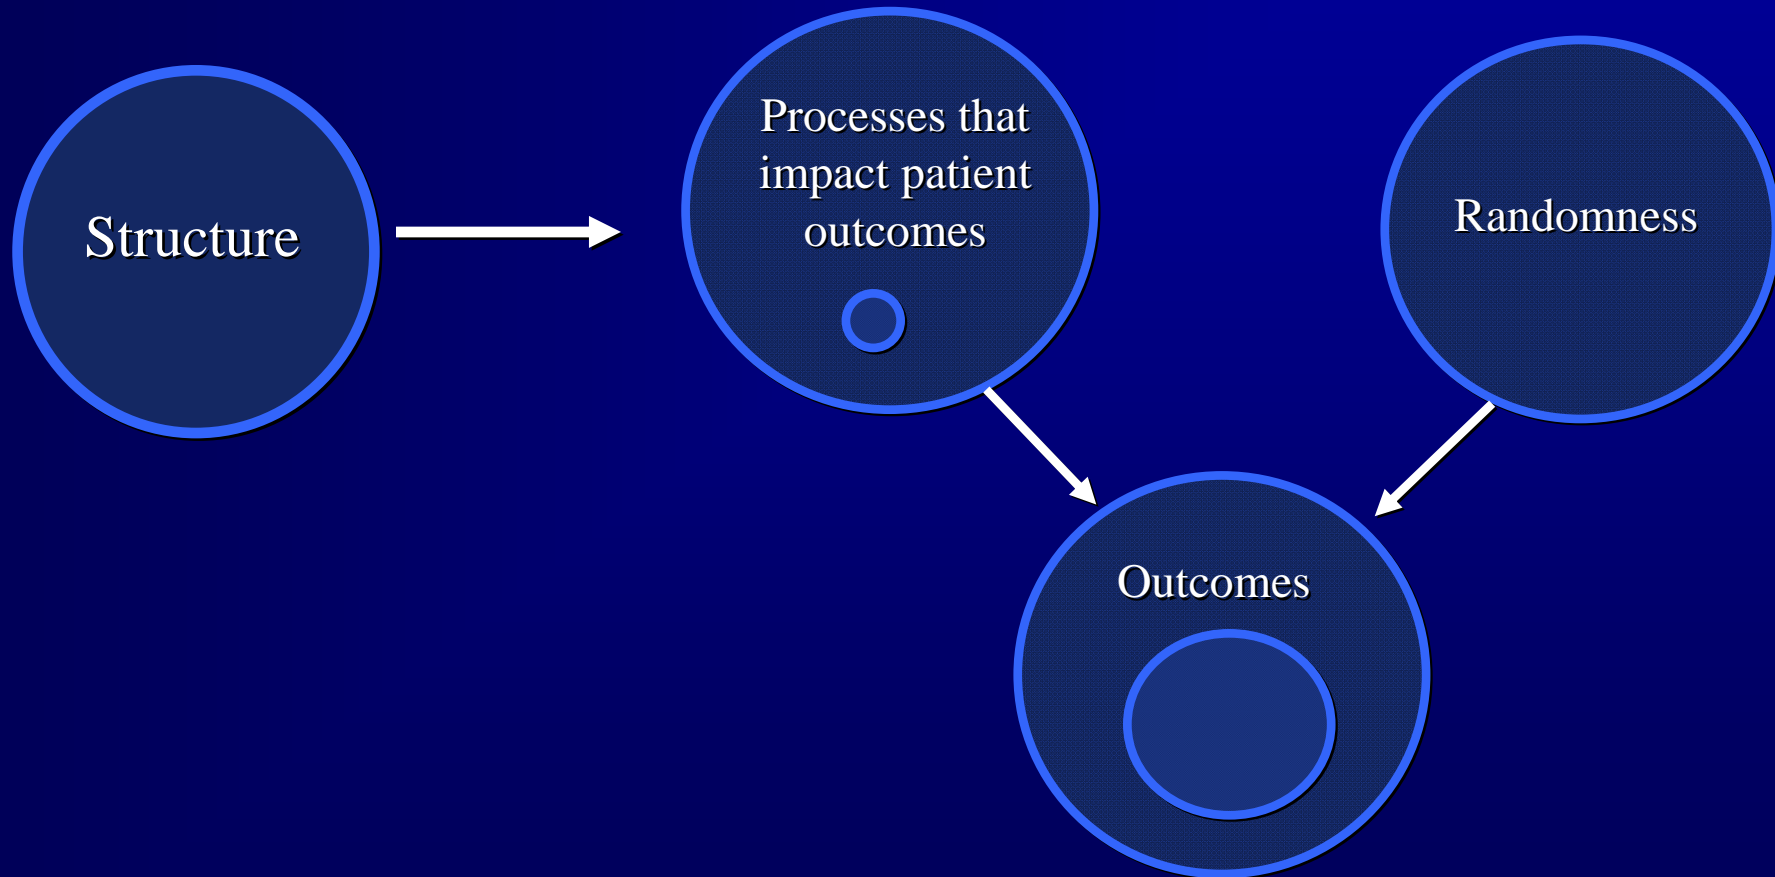 Structure
Processes that
impact patient
outcomes
Randomness
Outcomes